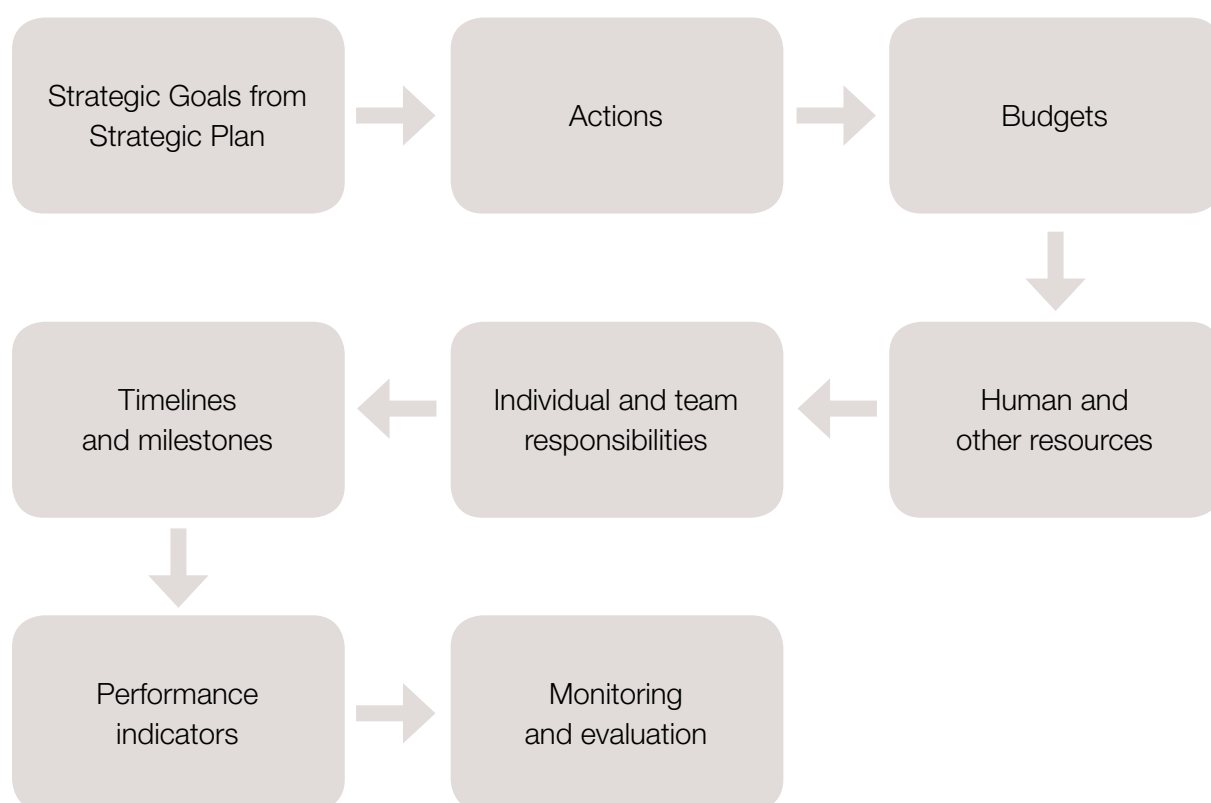 Strategic Goals from
Strategic Plan
Actions
Budgets
Human and
other resources
Individual and team
responsibilities
Timelines
and milestones
Performance
indicators
Monitoring
and evaluation